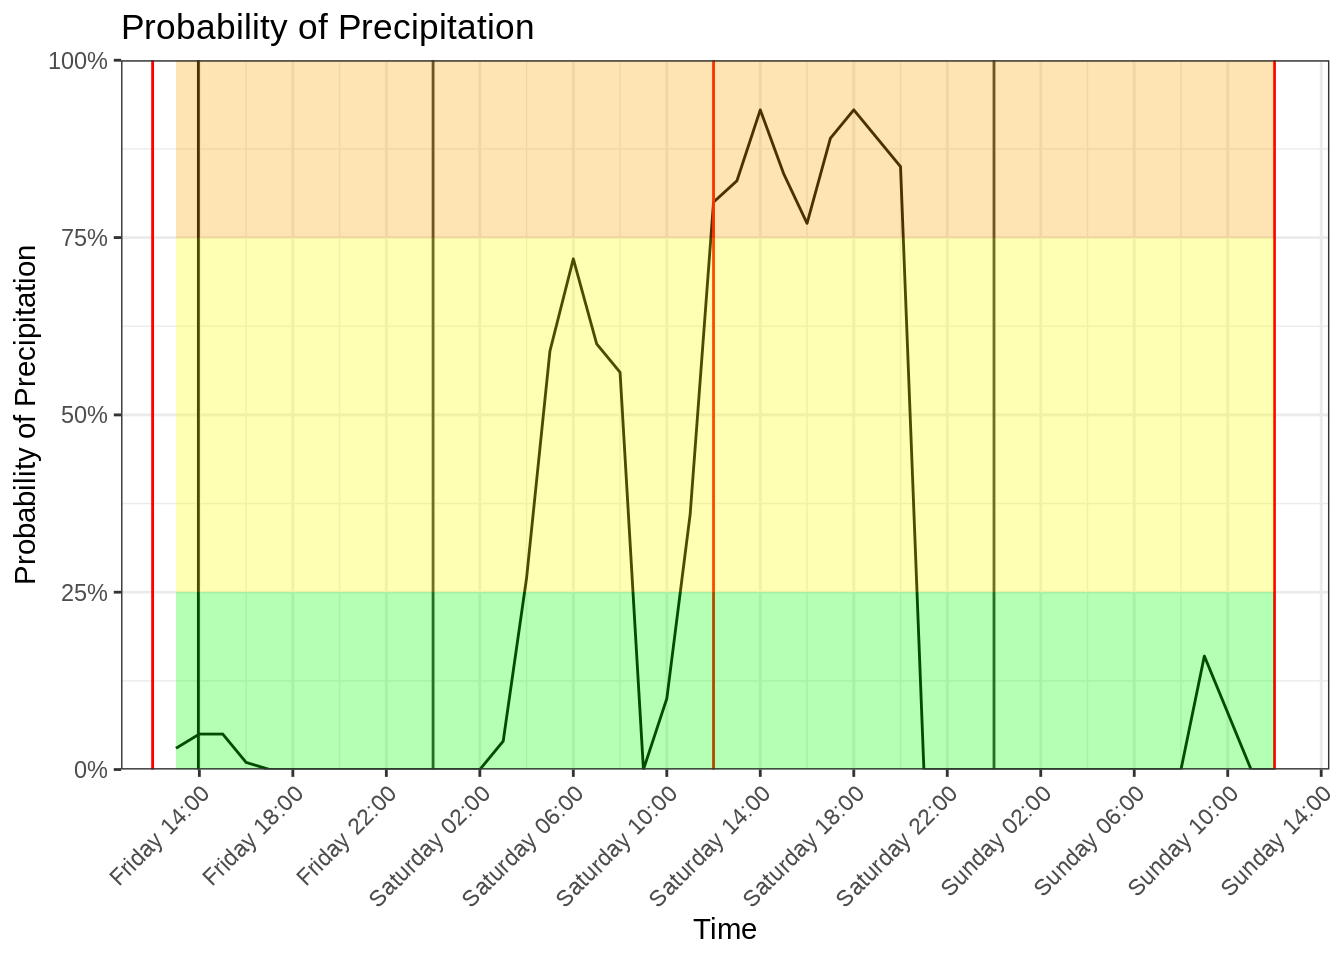 Probability of Precipitation
Probability of Precipitation
100%
75%
50%
25%
0%
Friday 14:00
Friday 18:00
Friday 22:00
Saturday 02:00
Saturday 06:00
Saturday 10:00
Saturday 14:00
Saturday 18:00
Saturday 22:00
Sunday 02:00
Sunday 06:00
Sunday 10:00
Sunday 14:00
Time